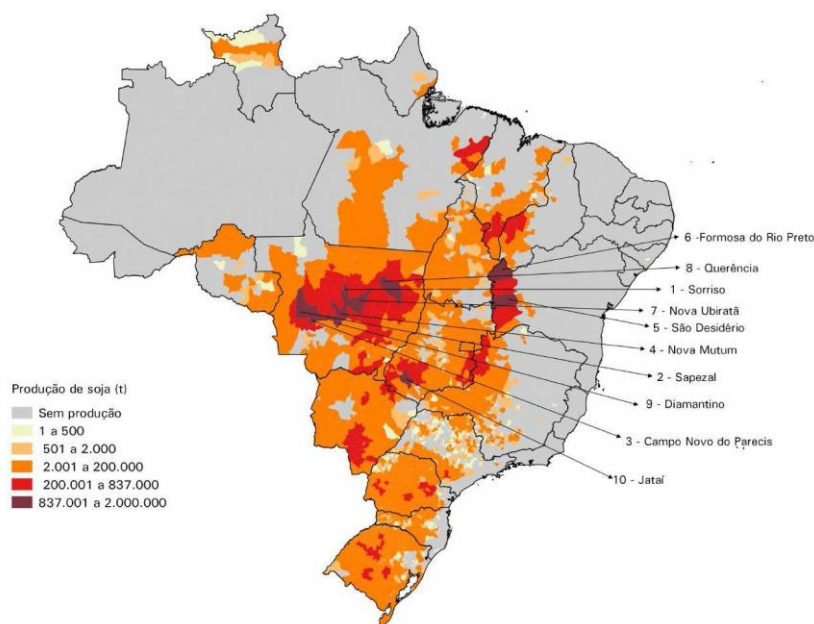 6 -Formosa do Rio Preto
8 - Querência
1 - Sorriso
7 - Nova Ubiratã
5 - São Desidério
4 - Nova Mutum
2 - Sapezal
9 - Diamantino
3 - Campo Novo do Parecis
10 - Jataí
Produção de soja (t)
Sem produção
1 a 500
501 a 2.000
2.001 a 200.000
200.001 a 837.000
837.001 a 2.000.000